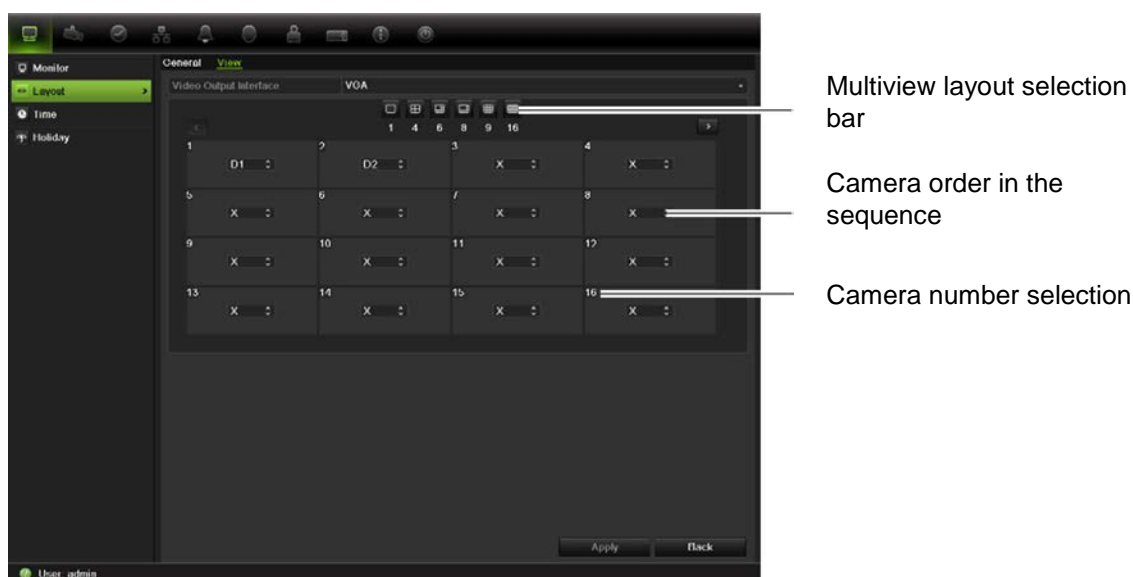 Monitor
Layout
Time
Holiday
General View
Video Output Interface VGA
1 4 6 8 9 16
1 2 3 4
D1 D2 X X
5 6 7 8
X X X X
9 10 11 12
X X X X
13 14 15 16
X X X X
Apply Back
User: admin
Multiview layout selection
bar
Camera order in the
sequence
Camera number selection